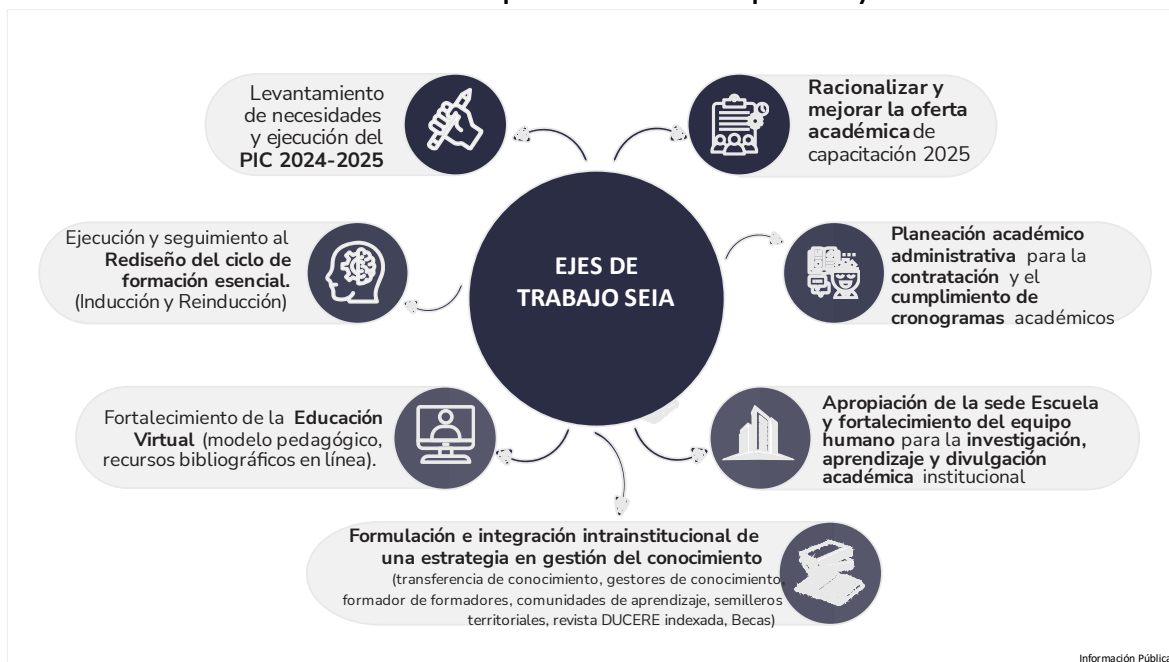 EJES DE
TRABAJO SEIA
Levantamiento
de necesidades
y ejecución del
PIC 2024-2025
Racionalizar y
mejorar la oferta
académica de
capacitación 2025
Ejecución y seguimiento al
Rediseño del ciclo de
formación esencial.
(Inducción y Reinducción)
Planeación académico
administrativa para la
contratación y el
cumplimiento de
cronogramas académicos
Fortalecimiento de la Educación
Virtual (modelo pedagógico,
recursos bibliográficos en línea).
Apropiación de la sede Escuela
y fortalecimiento del equipo
humano para la investigación,
aprendizaje y divulgación
académica institucional
Formulación e integración intrainstitucional de
una estrategia en gestión del conocimiento
(transferencia de conocimiento, gestores de conocimiento,
formador de formadores, comunidades de aprendizaje, semilleros
territoriales, revista DUCERE indexada, Becas)
Información Pública